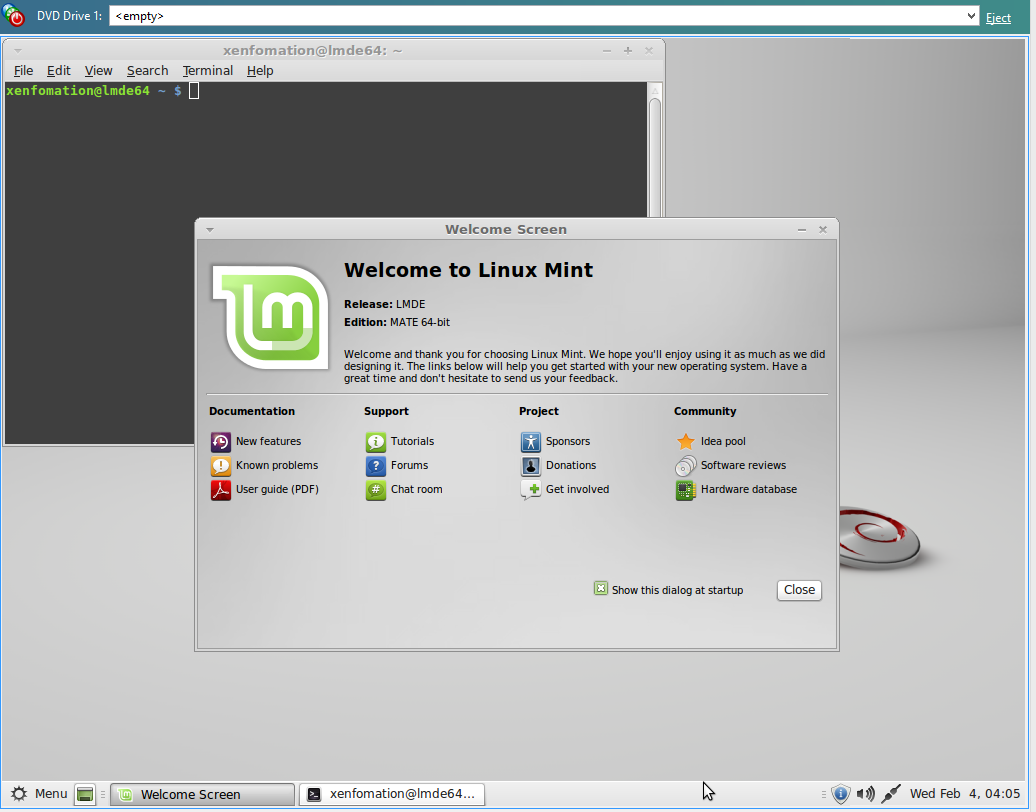 DVD Drive 1: <empty> Eject
xenfomation@lmde64: ~
File Edit View Search Terminal Help
xenfomation@lmde64 ~ $
Welcome Screen
lm
Welcome to Linux Mint
Release: LMDE
Edition: MATE 64-bit
Welcome and thank you for choosing Linux Mint. We hope you'll enjoy using it as much as we did
designing it. The links below will help you get started with your new operating system. Have a
great time and don't hesitate to send us your feedback.
Documentation Support Project Community
New features Tutorials Sponsors Idea pool
Known problems Forums Donations Software reviews
User guide (PDF) Chat room Get involved Hardware database
Show this dialog at startup Close
Menu Welcome Screen xenfomation@lmde64... Wed Feb 4, 04:05